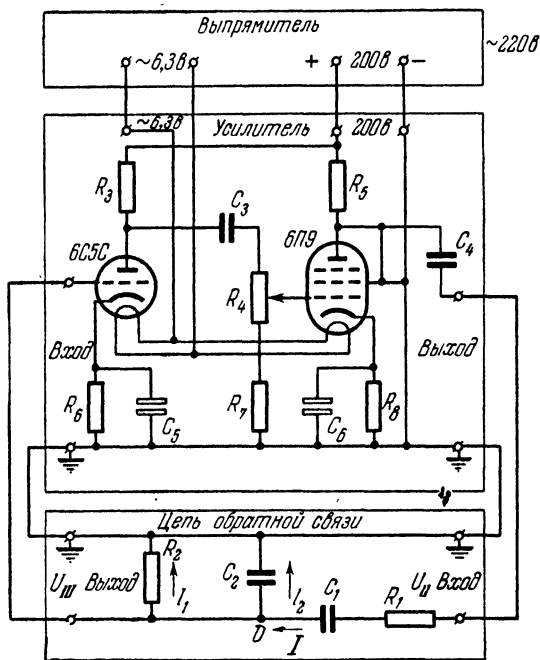 Выпрямитель
~6,3в + 200в − ~220в
~6,3в Усилитель 200в
R3 R5
C3 6П9
6С5С C4
R4
Вход Выход
R6 C5 R7 C6 R8
Цепь обратной связи
R2
UIII Выход C2 C1 UII Вход
I1 I2 R1
D I